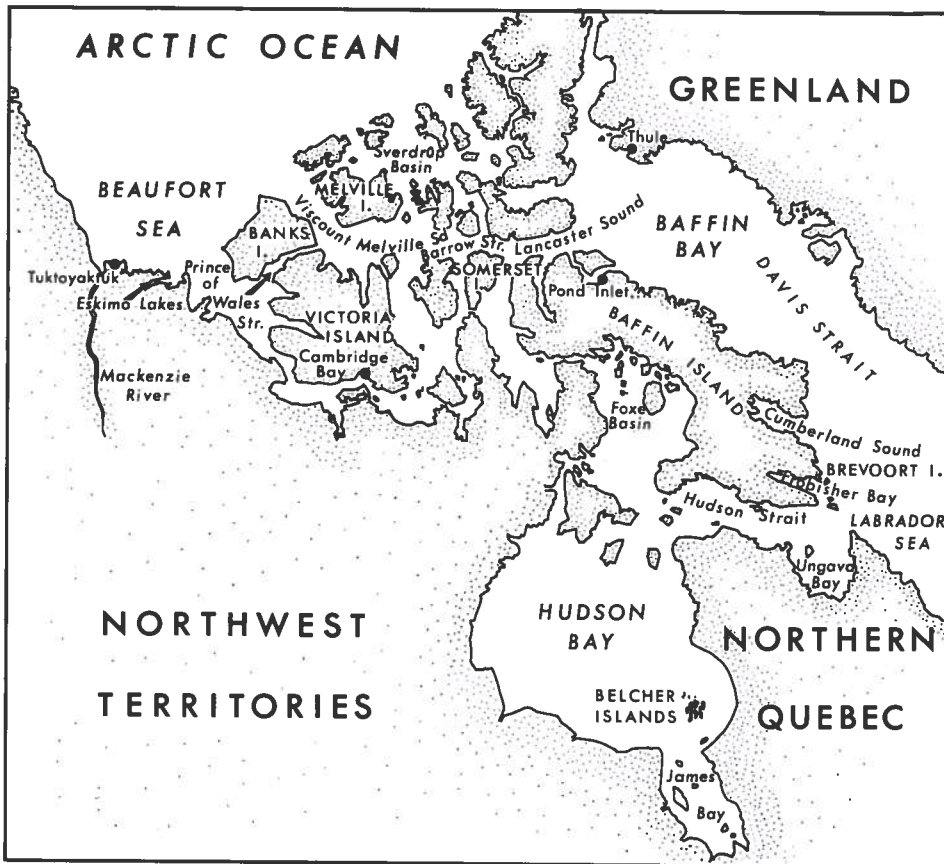 ARCTIC OCEAN
GREENLAND
Thule
Sverdrup
Basin
BEAUFORT
SEA
MELVILLE
I.
BANKS
I.
Viscount Melville Sd
Barrow Str.
Lancaster Sound
BAFFIN
BAY
DAVIS STRAIT
Tuktoyaktuk
Eskimo Lakes
Prince
of
Wales
Str.
SOMERSET
Pond Inlet
VICTORIA
ISLAND
Cambridge
Bay
BAFFIN ISLAND
Mackenzie
River
Foxe
Basin
Cumberland Sound
BREVOORT I.
Frobisher Bay
Hudson Strait
LABRADOR
SEA
Ungava
Bay
NORTHWEST
TERRITORIES
HUDSON
BAY
NORTHERN
QUEBEC
BELCHER
ISLANDS
James
Bay